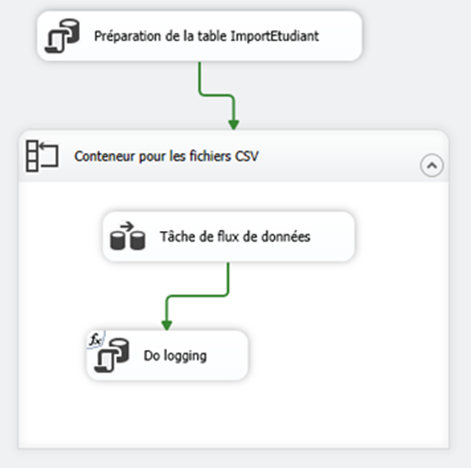 Préparation de la table ImportEtudiant
Conteneur pour les fichiers CSV
Tâche de flux de données
fx
Do logging